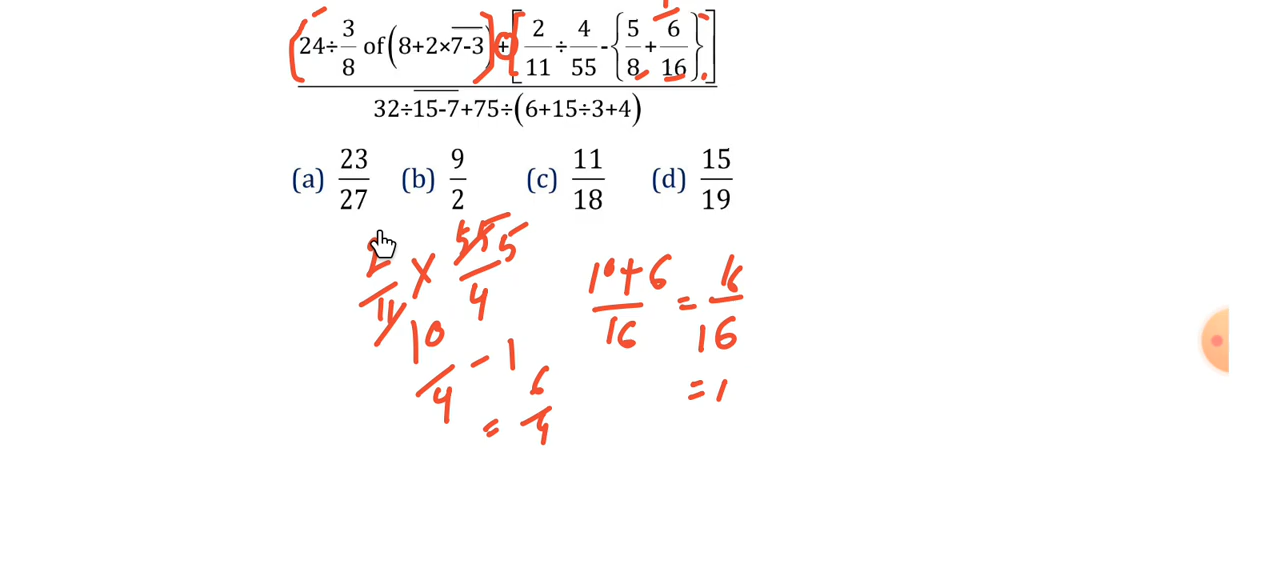 24÷3/8 of(8+2×7-3)+[2/11÷4/55-{5/8+6/16}]
32÷15-7+75÷(6+15÷3+4)
(a) 23/27 (b) 9/2 (c) 11/18 (d) 15/19
2/11 × 55/4 5
10+6/16 = 16/16
10/4 - 1
= 6/4
= 1